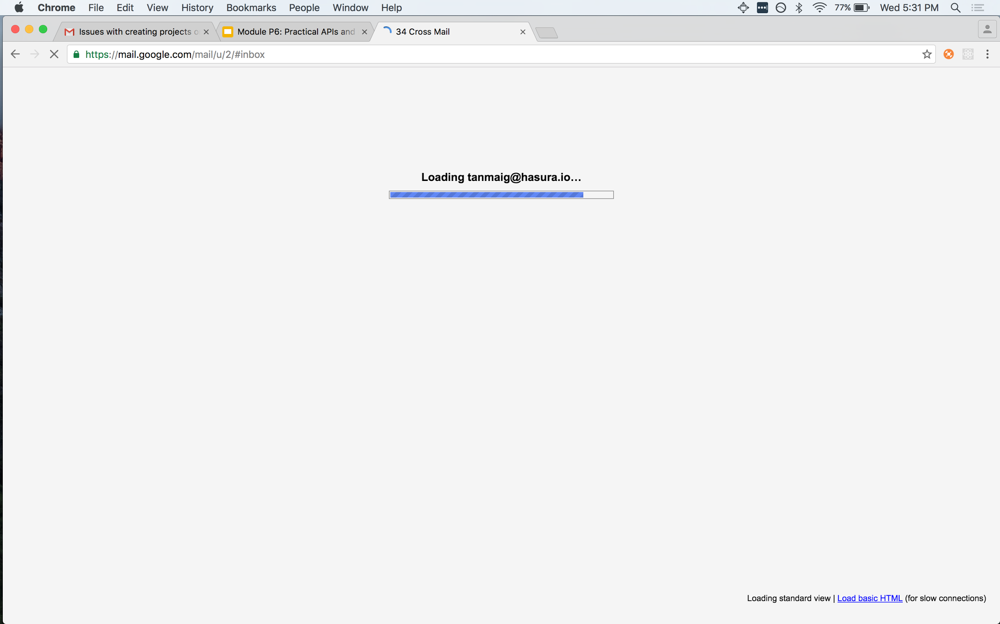 Chrome File Edit View History Bookmarks People Window Help 77% Wed 5:31 PM
Issues with creating projects o Module P6: Practical APIs and 34 Cross Mail
https://mail.google.com/mail/u/2/#inbox
Loading tanmaig@hasura.io...
Loading standard view | Load basic HTML (for slow connections)